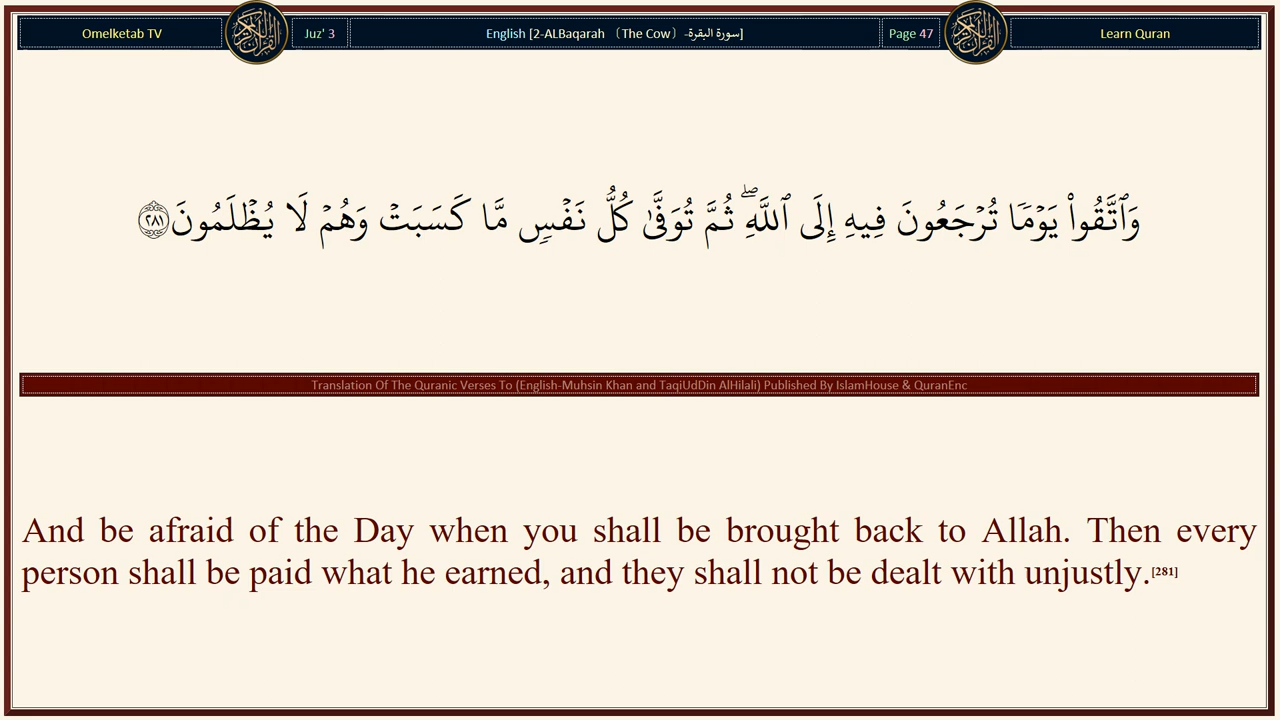 Omelketab TV
Juz' 3
English [2-ALBaqarah 〔The Cow〕 -سورة البقرة]
Page 47
Learn Quran
وَٱتَّقُواْ يَوۡمٗا تُرۡجَعُونَ فِيهِ إِلَى ٱللَّهِۖ ثُمَّ تُوَفَّىٰ كُلُّ نَفۡسٖ مَّا كَسَبَتۡ وَهُمۡ لَا يُظۡلَمُونَ ٢٨١
Translation Of The Quranic Verses To (English-Muhsin Khan and TaqiUdDin AlHilali) Published By IslamHouse & QuranEnc
And be afraid of the Day when you shall be brought back to Allah. Then every
person shall be paid what he earned, and they shall not be dealt with unjustly.[281]